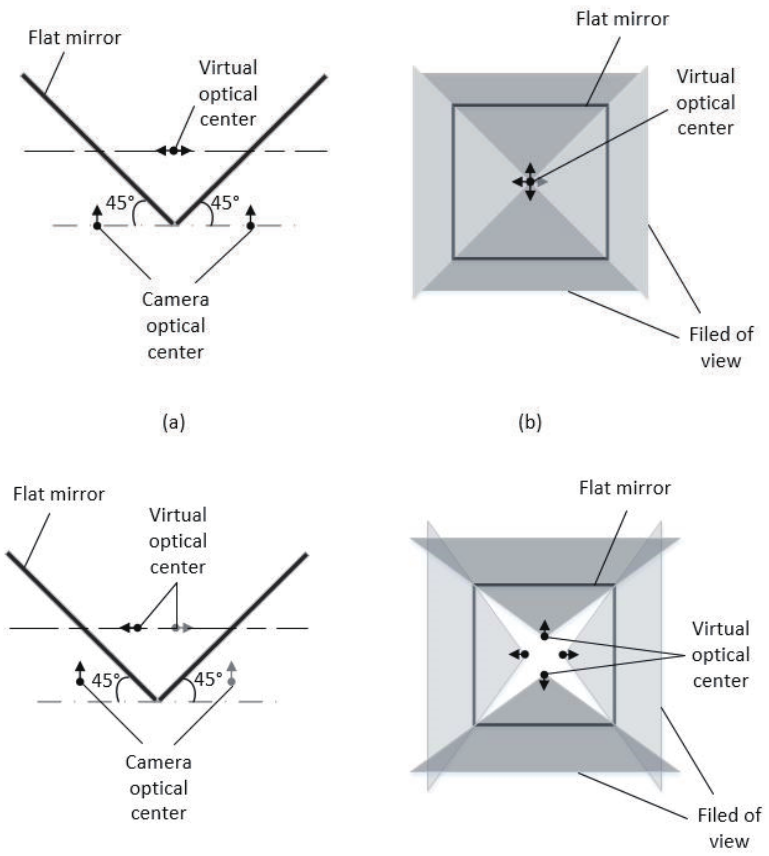 Flat mirror
Virtual
optical
center
45°
45°
Camera
optical
center
(a)
Flat mirror
Virtual
optical
center
Filed of
view
(b)
Flat mirror
Virtual
optical
center
45°
45°
Camera
optical
center
Flat mirror
Virtual
optical
center
Filed of
view